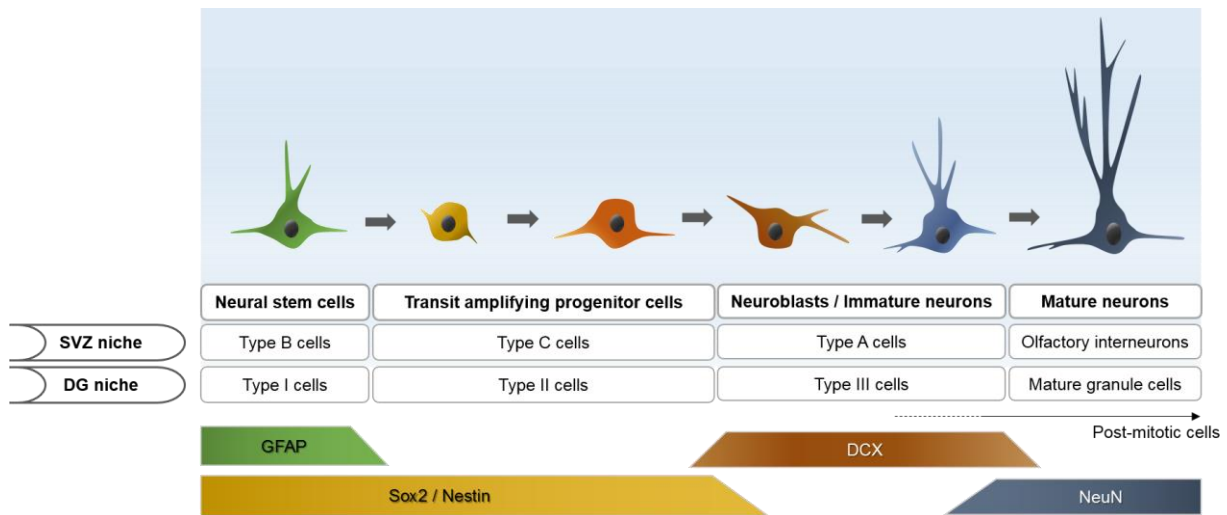 Neural stem cells
Transit amplifying progenitor cells
Neuroblasts / Immature neurons
Mature neurons
SVZ niche
Type B cells
Type C cells
Type A cells
Olfactory interneurons
DG niche
Type I cells
Type II cells
Type III cells
Mature granule cells
Post-mitotic cells
GFAP
DCX
Sox2 / Nestin
NeuN